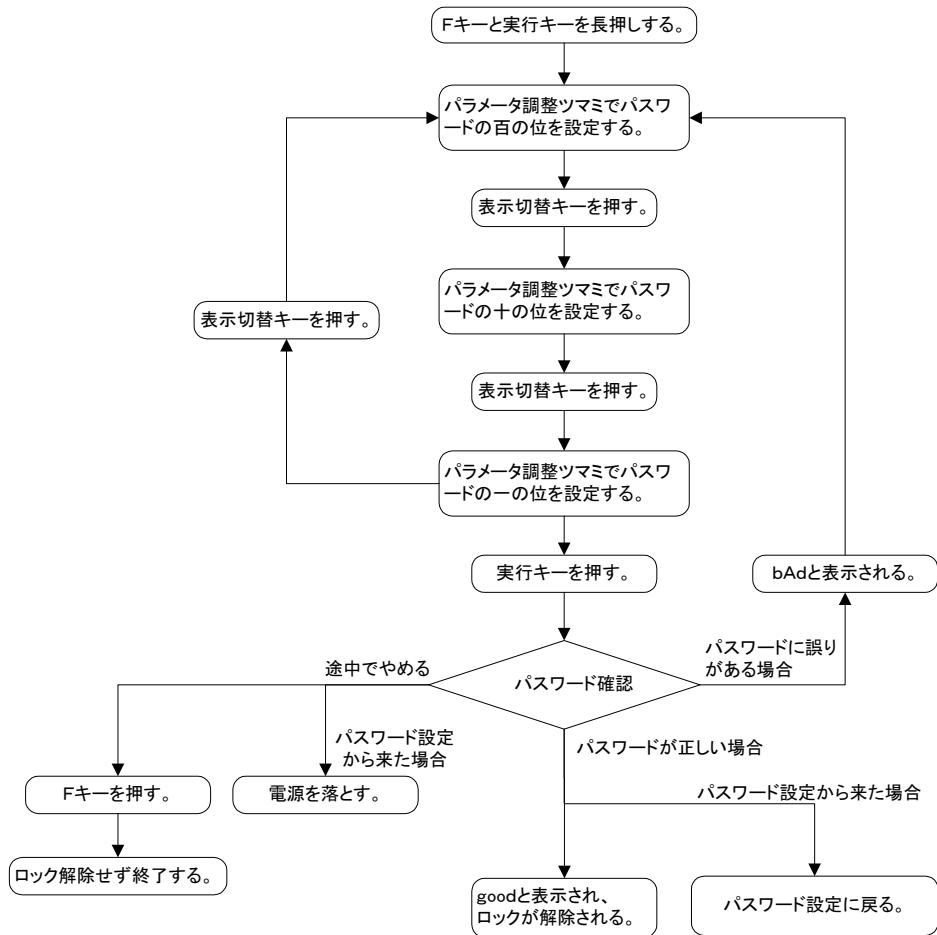 Fキーと実行キーを長押しする。
パラメータ調整ツマミでパスワ
ードの百の位を設定する。
表示切替キーを押す。
パラメータ調整ツマミでパスワ
ードの十の位を設定する。
表示切替キーを押す。
表示切替キーを押す。
パラメータ調整ツマミでパスワ
ードの一の位を設定する。
実行キーを押す。
bAdと表示される。
パスワードに誤り
がある場合
途中でやめる
パスワード確認
パスワード設定
から来た場合
パスワードが正しい場合
Fキーを押す。
電源を落とす。
パスワード設定から来た場合
ロック解除せず終了する。
goodと表示され、
ロックが解除される。
パスワード設定に戻る。